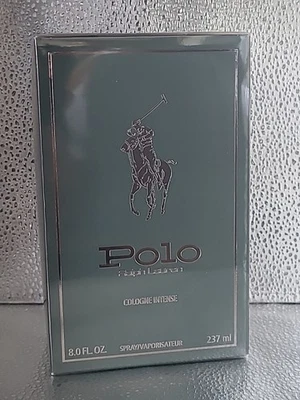 Polo
Ralph Lauren
COLOGNE INTENSE
8.0 FL. OZ. SPRAY/VAPORISATEUR 237 ml